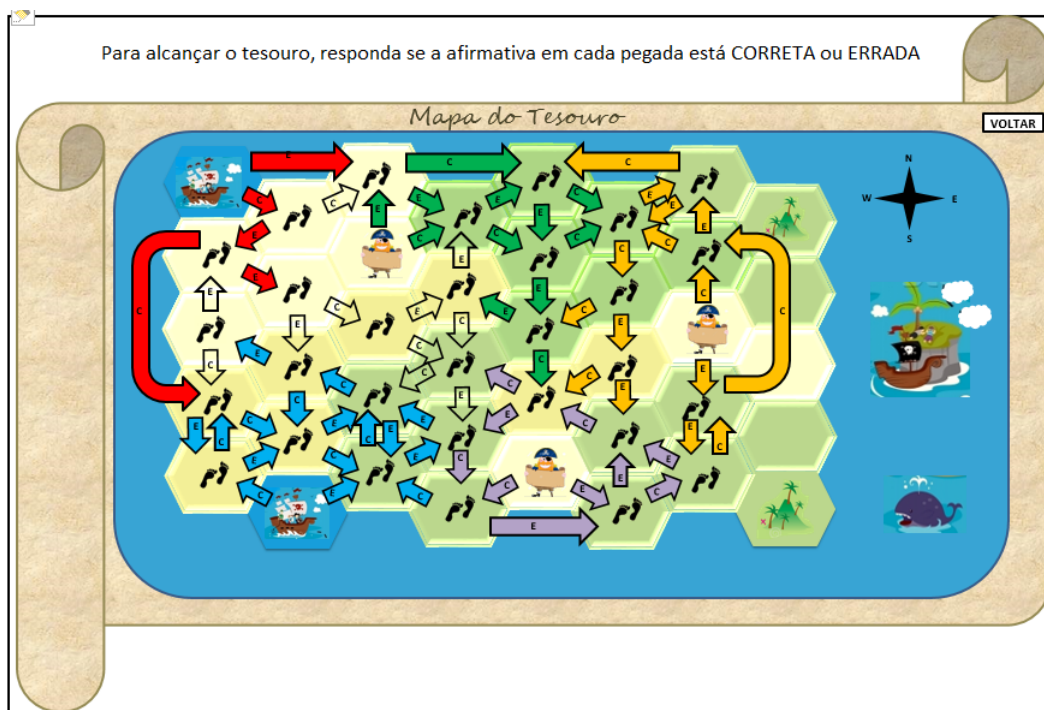 Para alcançar o tesouro, responda se a afirmativa em cada pegada está CORRETA ou ERRADA
Mapa do Tesouro
VOLTAR
N
W E
S
E C C
C C E E E E E
E C C C E C C E
C E E E E C C
E C E E C E C
C E E C C E C
C C C C E E
E C C E C E E C C E C
E C E E C E E
E E C C E C
E